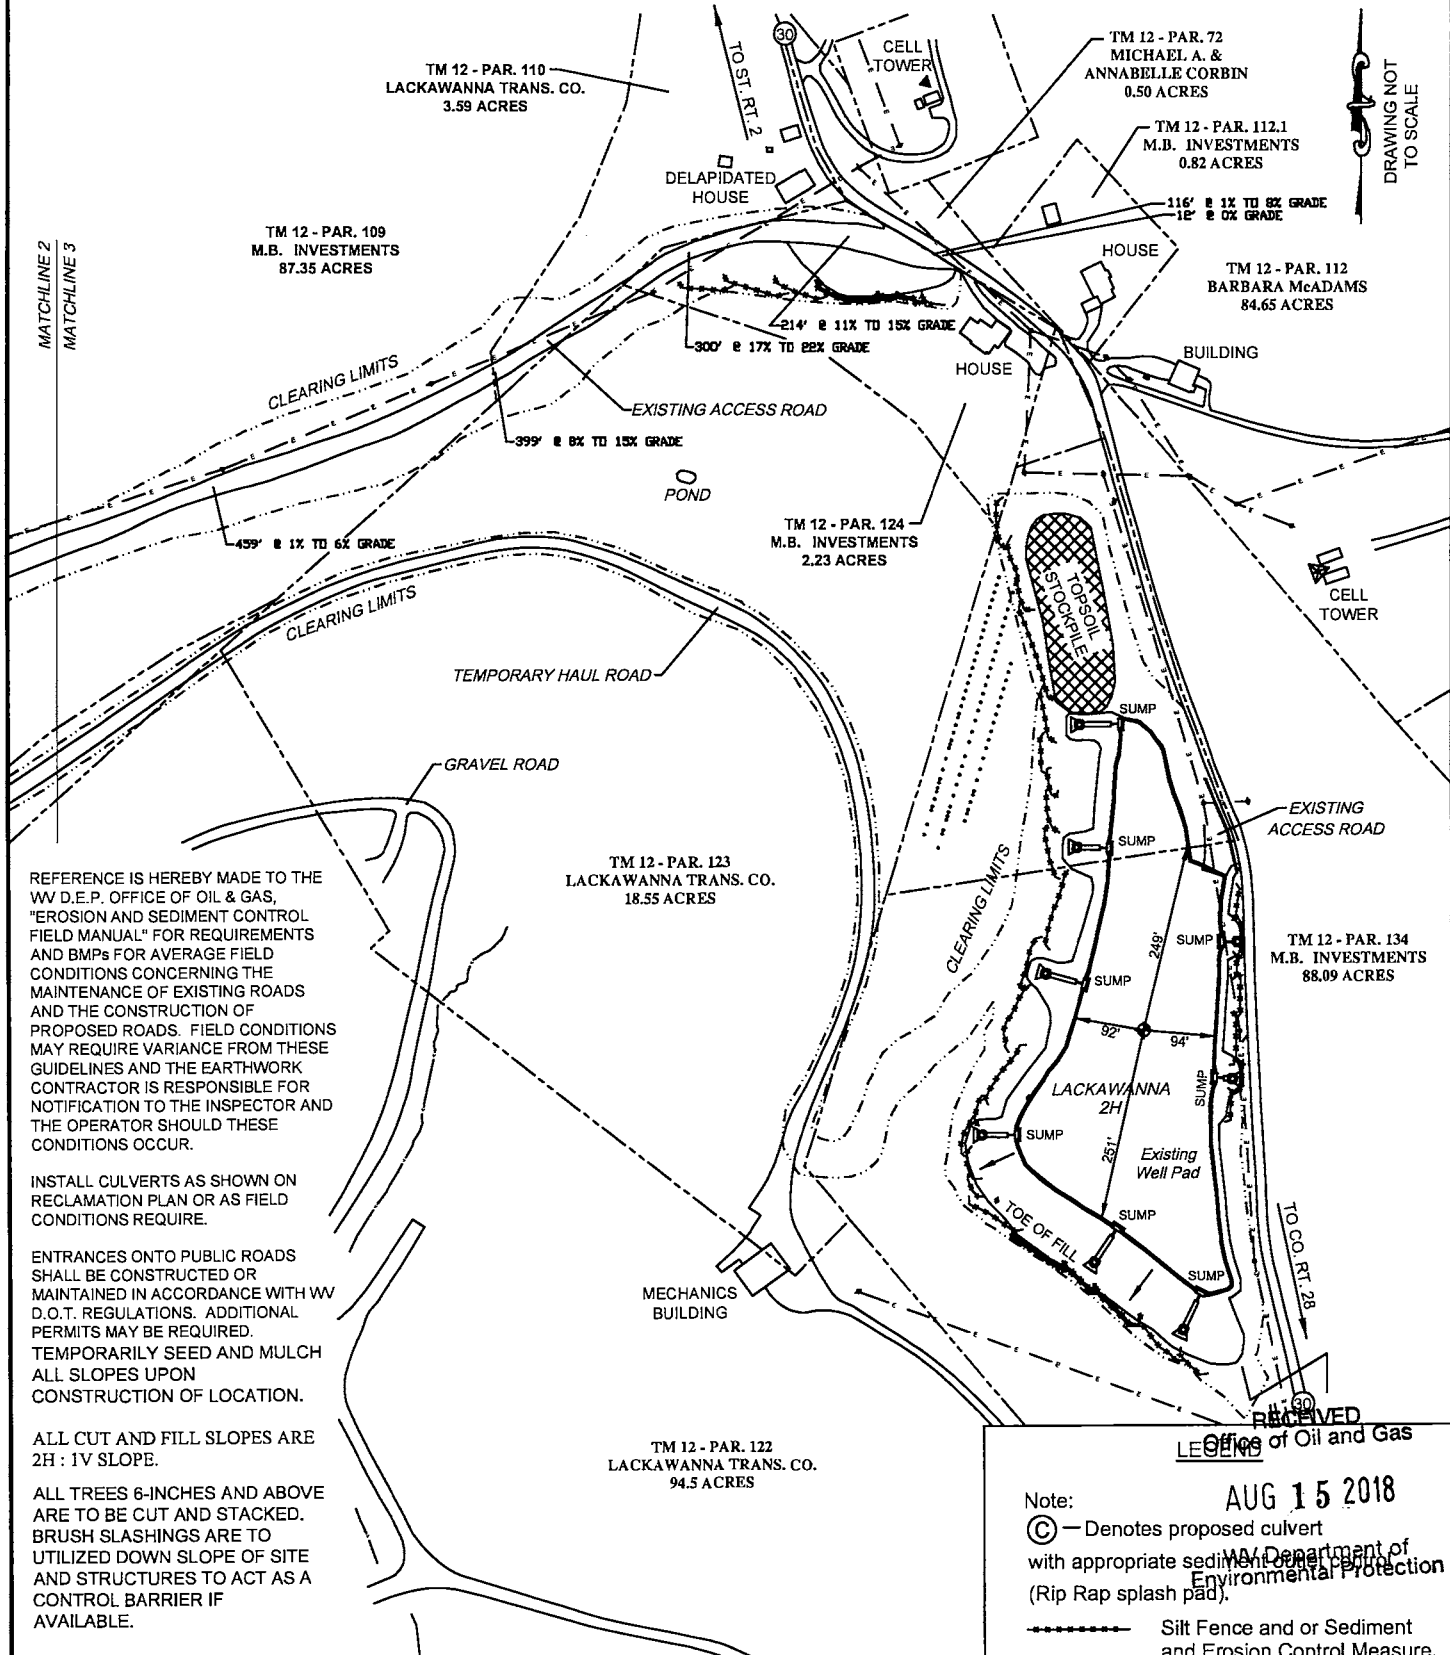 30
CELL
TOWER
TM 12 - PAR. 72
MICHAEL A. &
ANNABELLE CORBIN
0.50 ACRES
DRAWING NOT
TO SCALE
TM 12 - PAR. 110
LACKAWANNA TRANS. CO.
3.59 ACRES
TO ST. RT. 2
TM 12 - PAR. 112.1
M.B. INVESTMENTS
0.82 ACRES
DELAPIDATED
HOUSE
116' @ 1% TO 8% GRADE
12' @ 0% GRADE
TM 12 - PAR. 109
M.B. INVESTMENTS
87.35 ACRES
MATCHLINE 2
MATCHLINE 3
HOUSE
TM 12 - PAR. 112
BARBARA McADAMS
84.65 ACRES
214' @ 11% TO 15% GRADE
300' @ 17% TO 22% GRADE
HOUSE
BUILDING
CLEARING LIMITS
EXISTING ACCESS ROAD
399' @ 8% TO 15% GRADE
POND
459' @ 1% TO 6% GRADE
TM 12 - PAR. 124
M.B. INVESTMENTS
2.23 ACRES
TOPSOIL
STOCKPILE
CELL
TOWER
CLEARING LIMITS
TEMPORARY HAUL ROAD
SUMP
GRAVEL ROAD
EXISTING
ACCESS ROAD
SUMP
TM 12 - PAR. 123
LACKAWANNA TRANS. CO.
18.55 ACRES
CLEARING LIMITS
249'
SUMP
TM 12 - PAR. 134
M.B. INVESTMENTS
88.09 ACRES
SUMP
92'
94'
SUMP
LACKAWANNA
2H
SUMP
251'
Existing
Well Pad
TOE OF FILL
SUMP
SUMP
TO CO. RT. 28
30
MECHANICS
BUILDING
TM 12 - PAR. 122
LACKAWANNA TRANS. CO.
94.5 ACRES
REFERENCE IS HEREBY MADE TO THE
WV D.E.P. OFFICE OF OIL & GAS,
"EROSION AND SEDIMENT CONTROL
FIELD MANUAL" FOR REQUIREMENTS
AND BMPs FOR AVERAGE FIELD
CONDITIONS CONCERNING THE
MAINTENANCE OF EXISTING ROADS
AND THE CONSTRUCTION OF
PROPOSED ROADS. FIELD CONDITIONS
MAY REQUIRE VARIANCE FROM THESE
GUIDELINES AND THE EARTHWORK
CONTRACTOR IS RESPONSIBLE FOR
NOTIFICATION TO THE INSPECTOR AND
THE OPERATOR SHOULD THESE
CONDITIONS OCCUR.
INSTALL CULVERTS AS SHOWN ON
RECLAMATION PLAN OR AS FIELD
CONDITIONS REQUIRE.
ENTRANCES ONTO PUBLIC ROADS
SHALL BE CONSTRUCTED OR
MAINTAINED IN ACCORDANCE WITH WV
D.O.T. REGULATIONS. ADDITIONAL
PERMITS MAY BE REQUIRED.
TEMPORARILY SEED AND MULCH
ALL SLOPES UPON
CONSTRUCTION OF LOCATION.
ALL CUT AND FILL SLOPES ARE
2H : 1V SLOPE.
ALL TREES 6-INCHES AND ABOVE
ARE TO BE CUT AND STACKED.
BRUSH SLASHINGS ARE TO
UTILIZED DOWN SLOPE OF SITE
AND STRUCTURES TO ACT AS A
CONTROL BARRIER IF
AVAILABLE.
RECEIVED
Office of Oil and Gas
LEGEND
AUG 15 2018
WV Department of
Environmental Protection
Note:
C — Denotes proposed culvert
with appropriate sediment outlet control
(Rip Rap splash pad).
Silt Fence and or Sediment
and Erosion Control Measure.